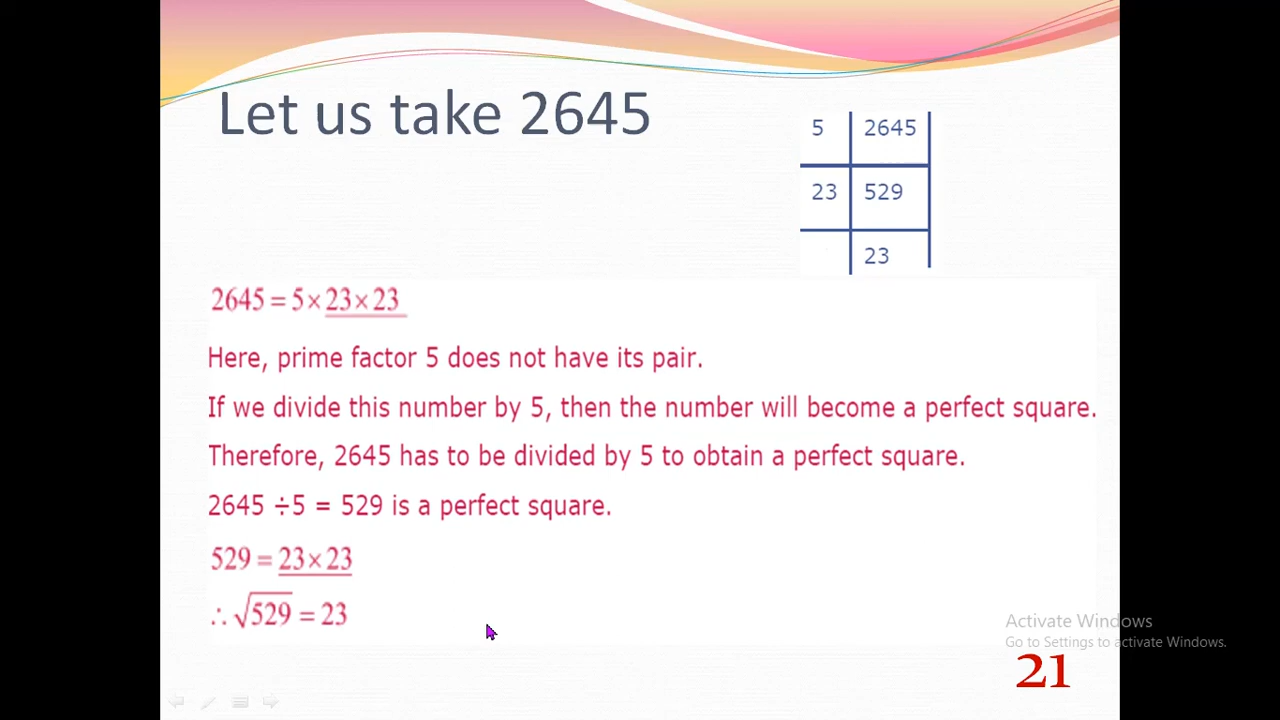 Let us take 2645
5 2645
23 529
23
2645 = 5 × 23 × 23
Here, prime factor 5 does not have its pair.
If we divide this number by 5, then the number will become a perfect square.
Therefore, 2645 has to be divided by 5 to obtain a perfect square.
2645 ÷5 = 529 is a perfect square.
529 = 23 × 23
∴ √529 = 23
Activate Windows
Go to Settings to activate Windows.
21